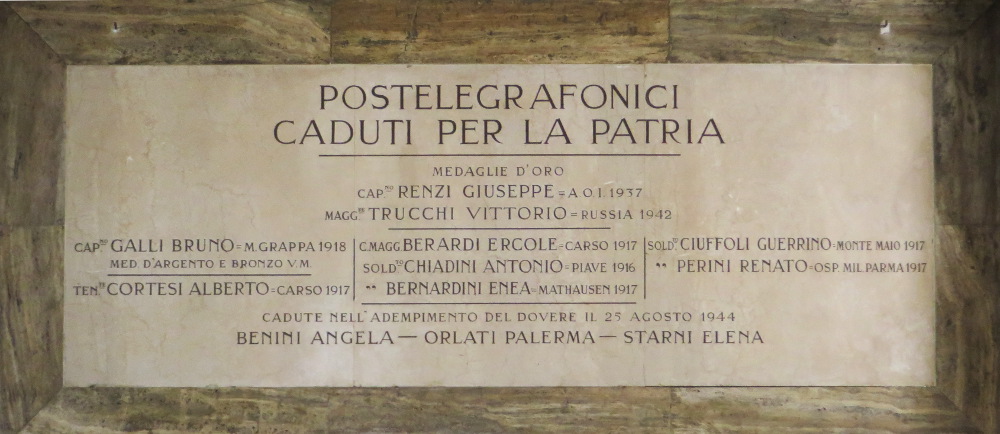 POSTELEGRAFONICI
CADUTI PER LA PATRIA
MEDAGLIE D'ORO
CAP.NO RENZI GIUSEPPE = A.O.I. 1937
MAGG.RE TRUCCHI VITTORIO = RUSSIA 1942
CAP.NO GALLI BRUNO = M. GRAPPA 1918
MED. D'ARGENTO E BRONZO V.M.
TEN.TE CORTESI ALBERTO = CARSO 1917
C.MAGG. BERARDI ERCOLE = CARSO 1917
SOLD.TO CHIADINI ANTONIO = PIAVE 1916
" BERNARDINI ENEA = MATHAUSEN 1917
SOLD.TO CIUFFOLI GUERRINO = MONTE MAIO 1917
" PERINI RENATO = OSP. MIL. PARMA 1917
CADUTE NELL'ADEMPIMENTO DEL DOVERE IL 25 AGOSTO 1944
BENINI ANGELA — ORLATI PALERMA — STARNI ELENA